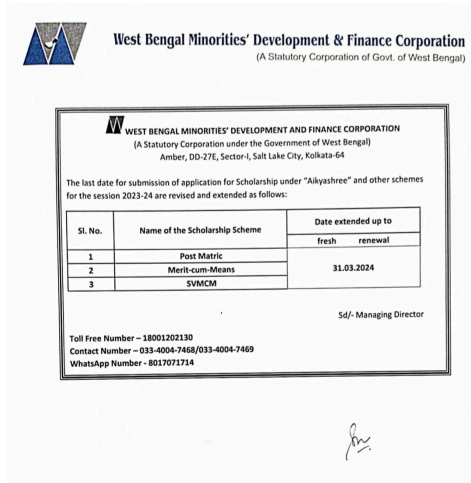 West Bengal Minorities' Development & Finance Corporation
(A Statutory Corporation of Govt. of West Bengal)
WEST BENGAL MINORITIES' DEVELOPMENT AND FINANCE CORPORATION
(A Statutory Corporation under the Government of West Bengal)
Amber, DD-27E, Sector-I, Salt Lake City, Kolkata-64
The last date for submission of application for Scholarship under "Aikyashree" and other schemes
for the session 2023-24 are revised and extended as follows:
Sl. No. Name of the Scholarship Scheme Date extended up to
fresh renewal
1 Post Matric
2 Merit-cum-Means 31.03.2024
3 SVMCM
Sd/- Managing Director
Toll Free Number – 18001202130
Contact Number – 033-4004-7468/033-4004-7469
WhatsApp Number - 8017071714